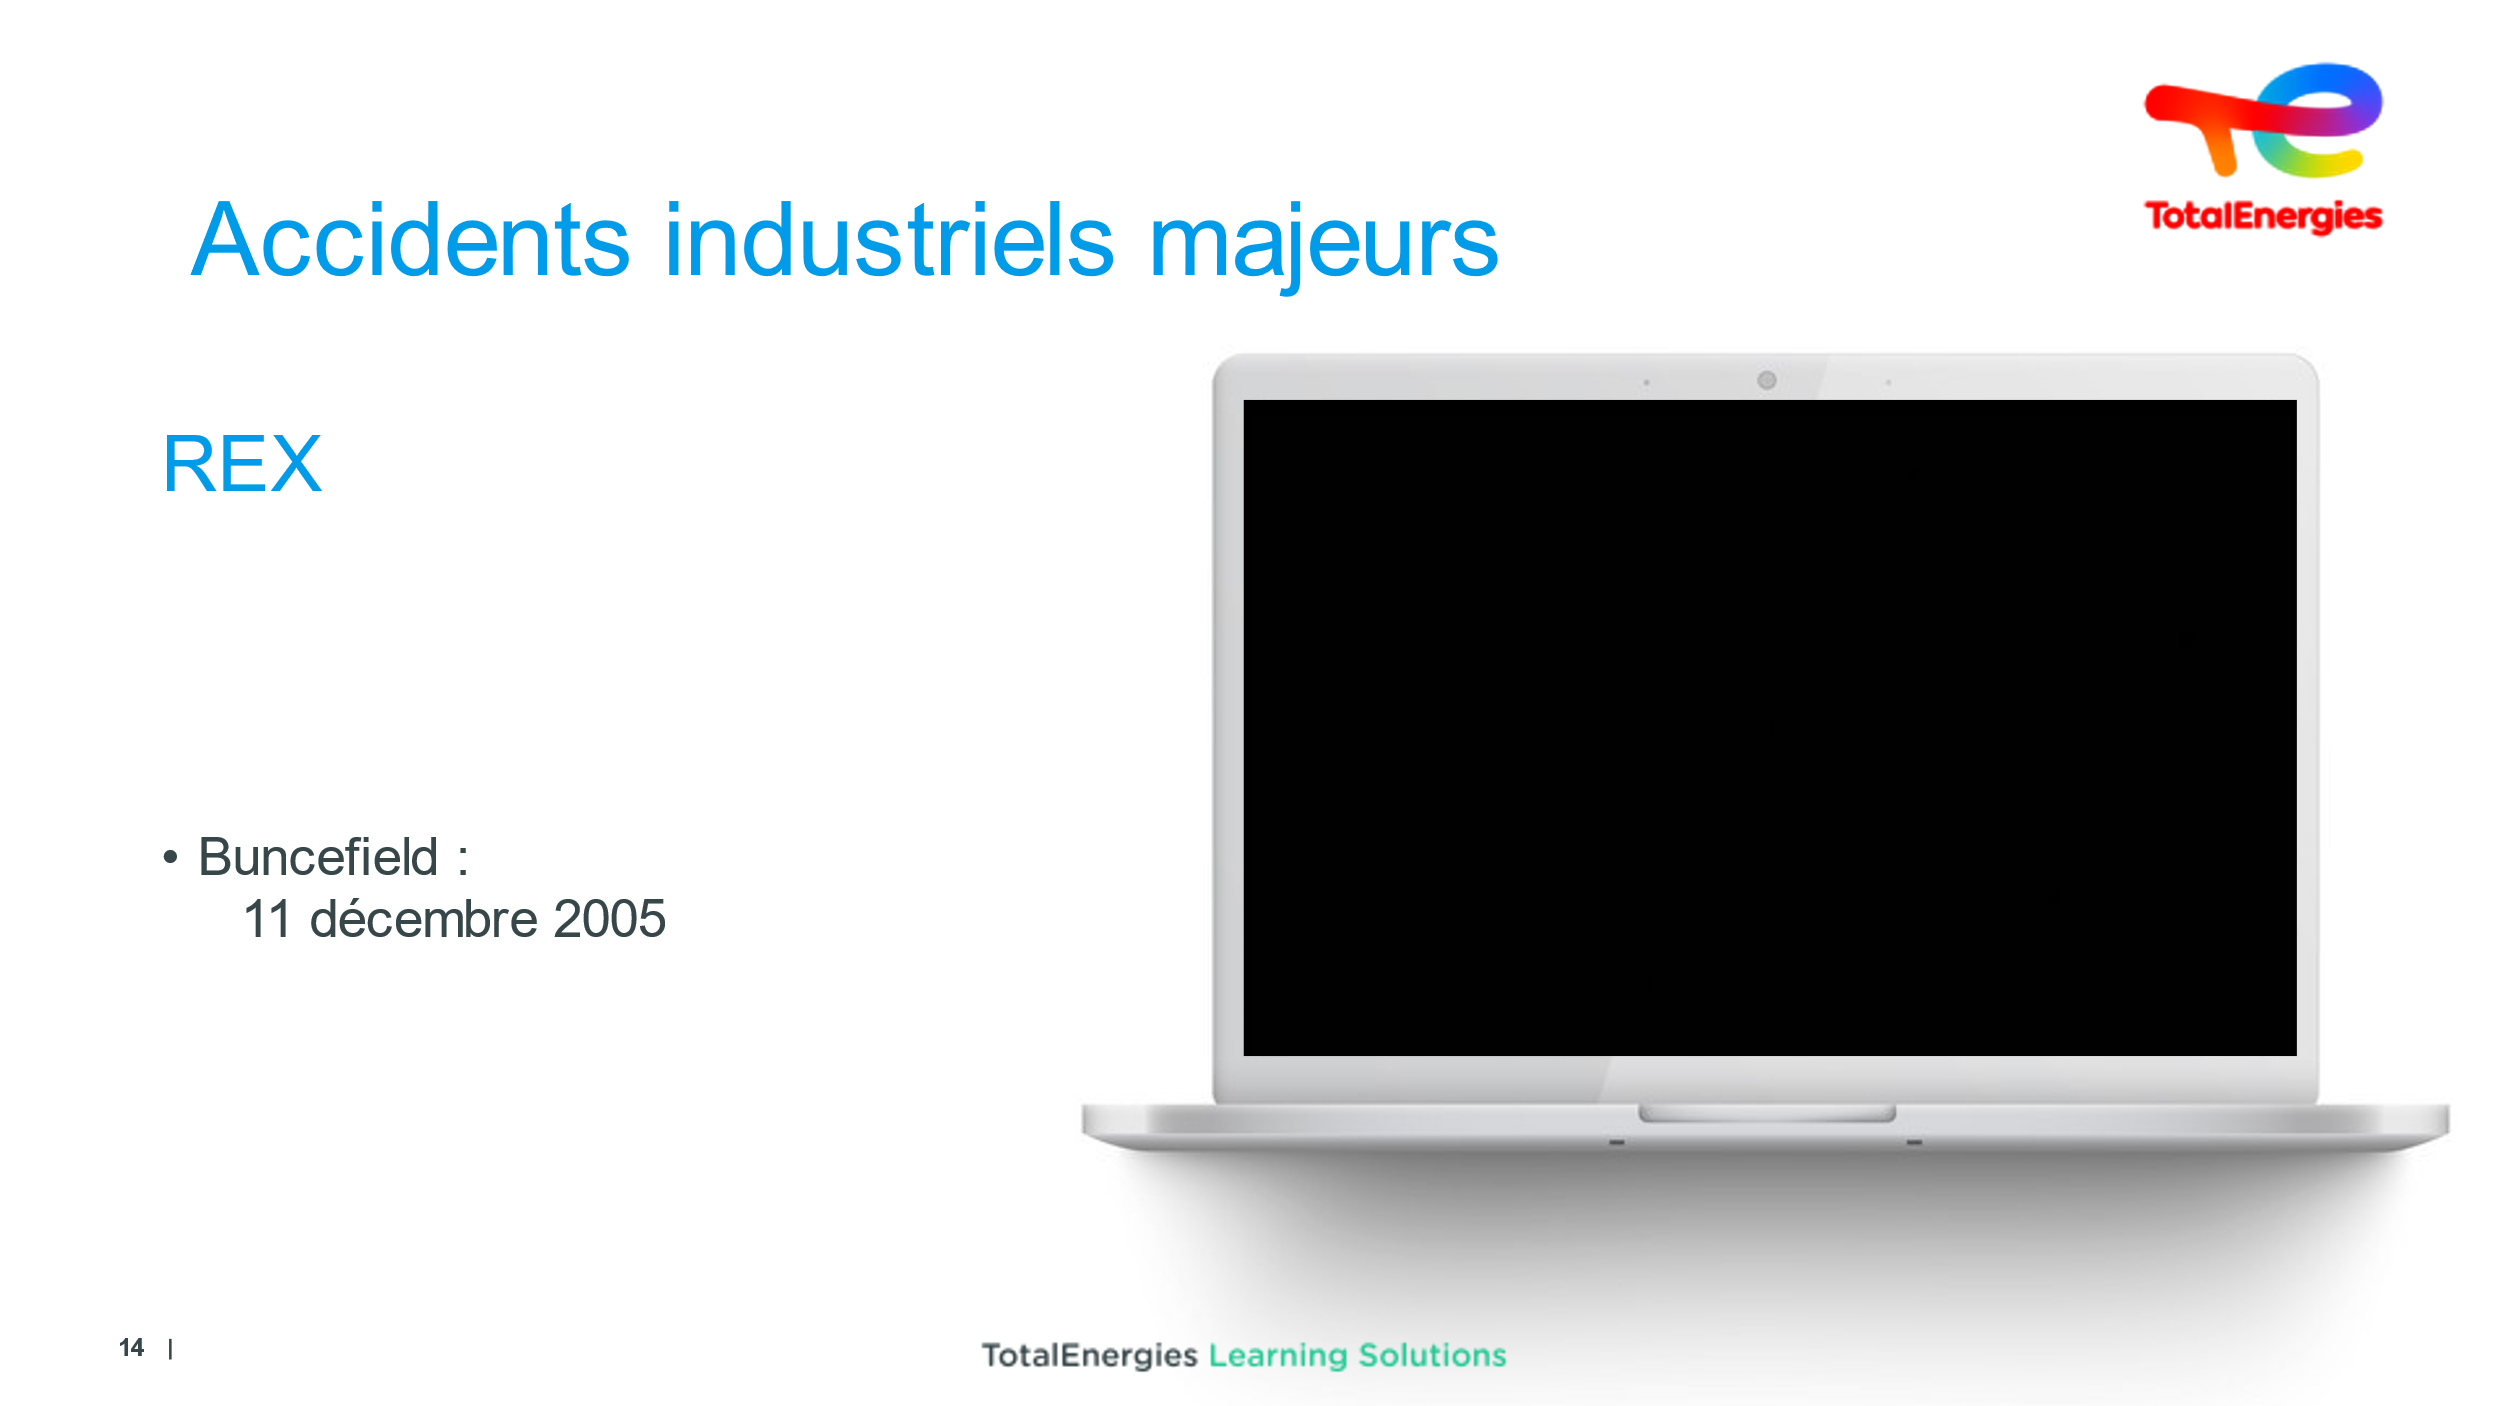 TotalEnergies
Accidents industriels majeurs
REX
• Buncefield :
11 décembre 2005
14 |
TotalEnergies Learning Solutions